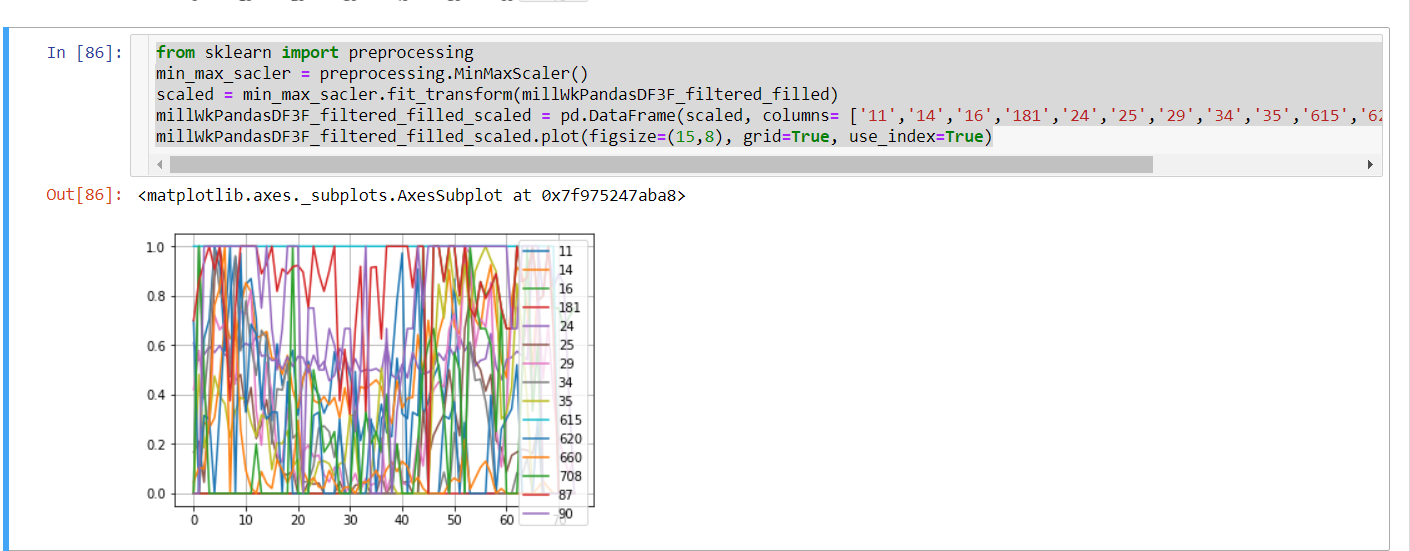 In [86]:
from sklearn import preprocessing
min_max_sacler = preprocessing.MinMaxScaler()
scaled = min_max_sacler.fit_transform(millWkPandasDF3F_filtered_filled)
millWkPandasDF3F_filtered_filled_scaled = pd.DataFrame(scaled, columns= ['11','14','16','181','24','25','29','34','35','615','62
millWkPandasDF3F_filtered_filled_scaled.plot(figsize=(15,8), grid=True, use_index=True)
Out[86]: <matplotlib.axes._subplots.AxesSubplot at 0x7f975247aba8>
1.0
0.8
0.6
0.4
0.2
0.0
0 10 20 30 40 50 60 70
11
14
16
181
24
25
29
34
35
615
620
660
708
87
90